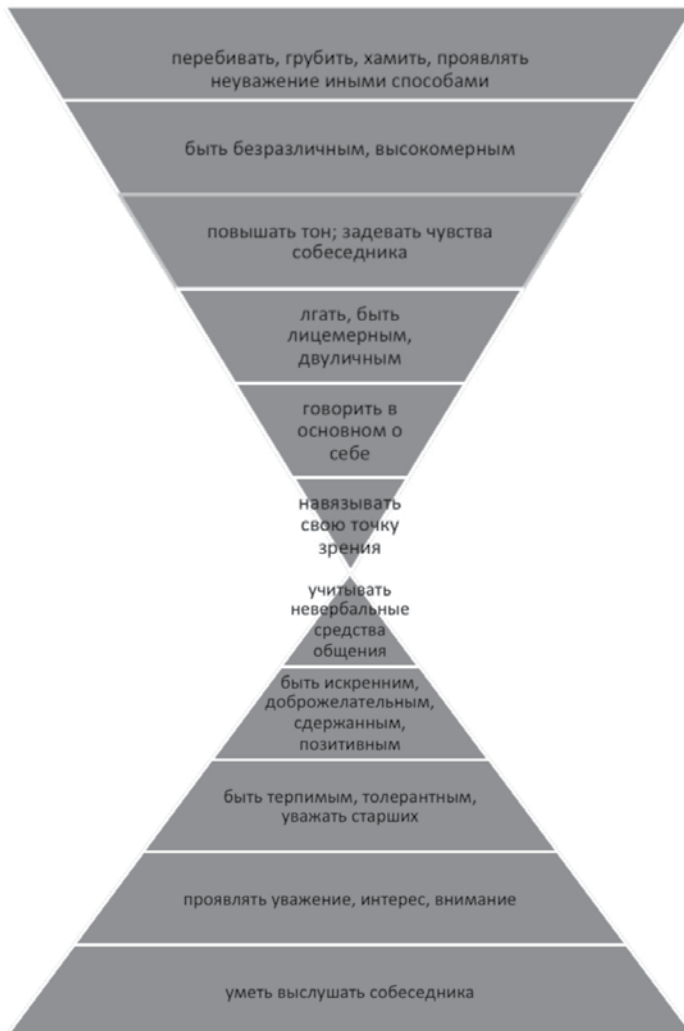 перебивать, грубить, хамить, проявлять
неуважение иными способами
быть безразличным, высокомерным
повышать тон; задевать чувства
собеседника
лгать, быть
лицемерным,
двуличным
говорить в
основном о
себе
навязывать
свою точку
зрения
учитывать
невербальные
средства
общения
быть искренним,
доброжелательным,
сдержанным,
позитивным
быть терпимым, толерантным,
уважать старших
проявлять уважение, интерес, внимание
уметь выслушать собеседника